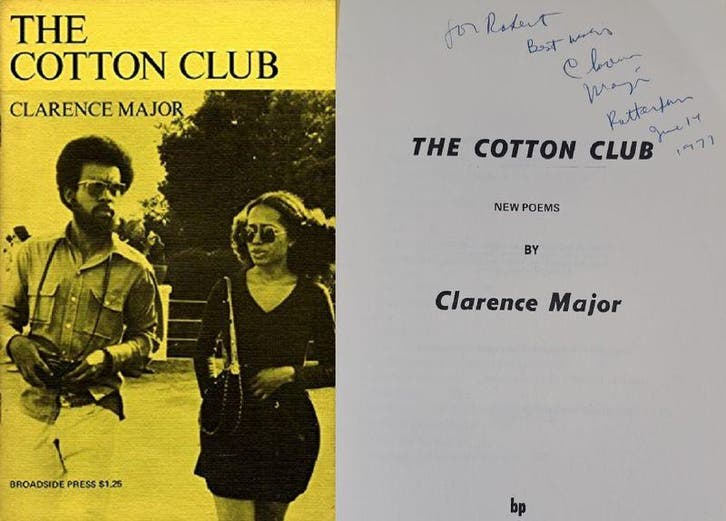 THE
COTTON CLUB
CLARENCE MAJOR
BROADSIDE PRESS $1.25
for Robert
Best wishes
Clarence
Major
Rotterdam
June 14
1977
THE COTTON CLUB
NEW POEMS
BY
Clarence Major
bp